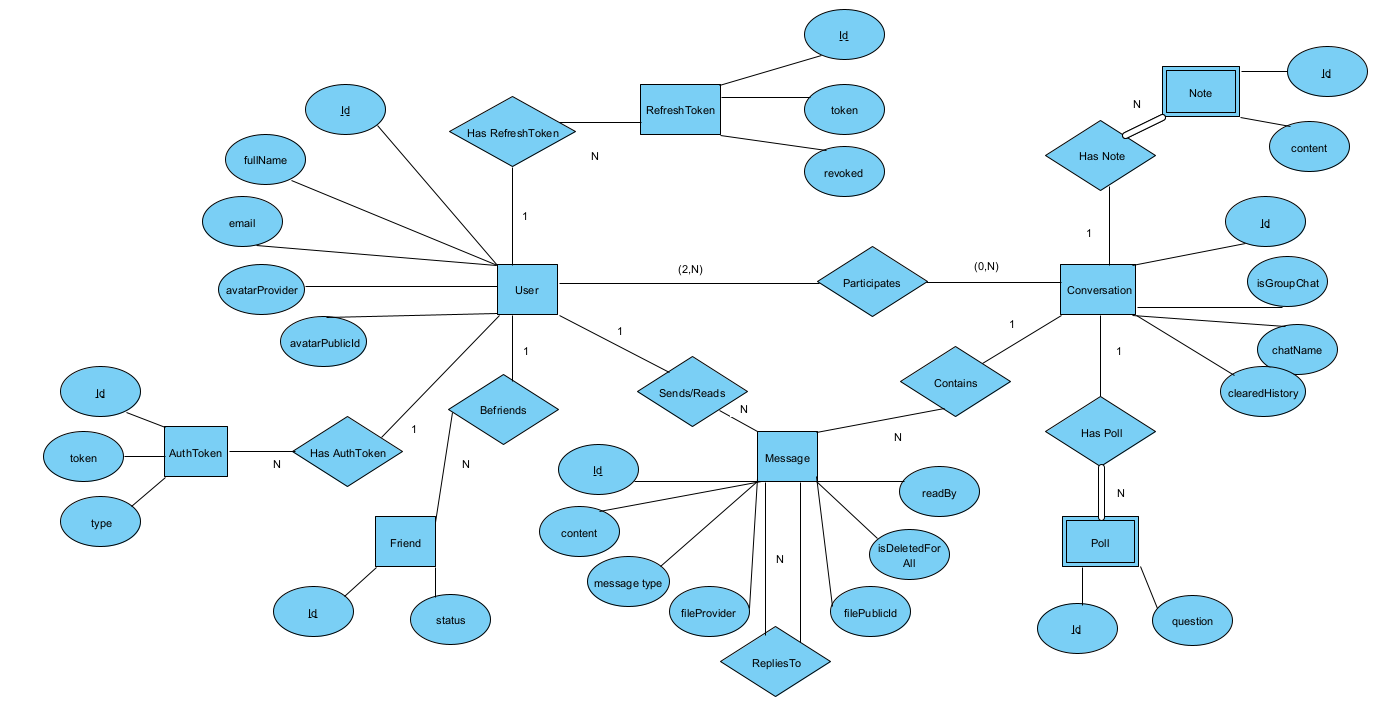 Id
Id
fullName
email
avatarProvider
avatarPublicId
Has RefreshToken
N
1
RefreshToken
Id
token
revoked
Note
Id
content
N
Has Note
1
User
(2,N)
Participates
(0,N)
Conversation
Id
isGroupChat
chatName
clearedHistory
Id
token
type
AuthToken
N
Has AuthToken
1
1
Befriends
N
Friend
Id
status
1
Sends/Reads
N
Message
1
Contains
N
1
Has Poll
N
Poll
Id
question
Id
content
message type
fileProvider
N
RepliesTo
filePublicId
isDeletedFor
All
readBy